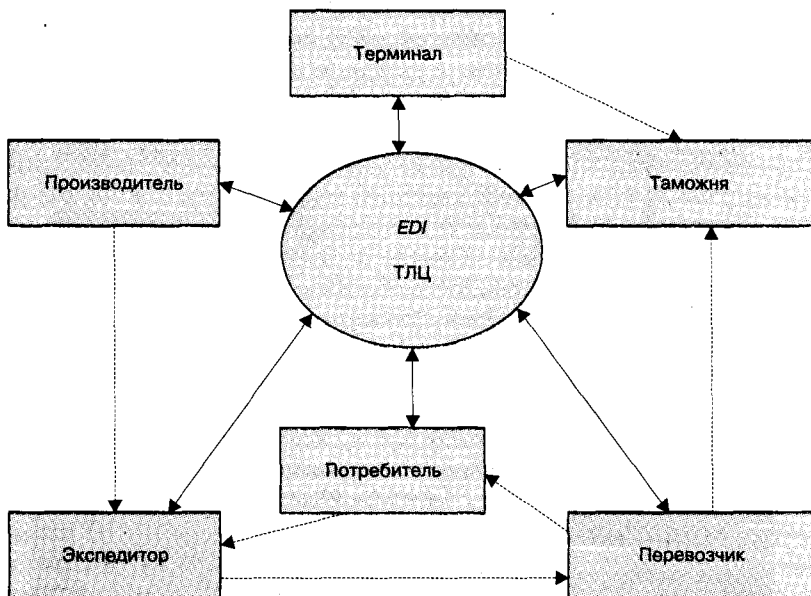 Терминал
Производитель
Таможня
EDI
ТЛЦ
Потребитель
Экспедитор
Перевозчик